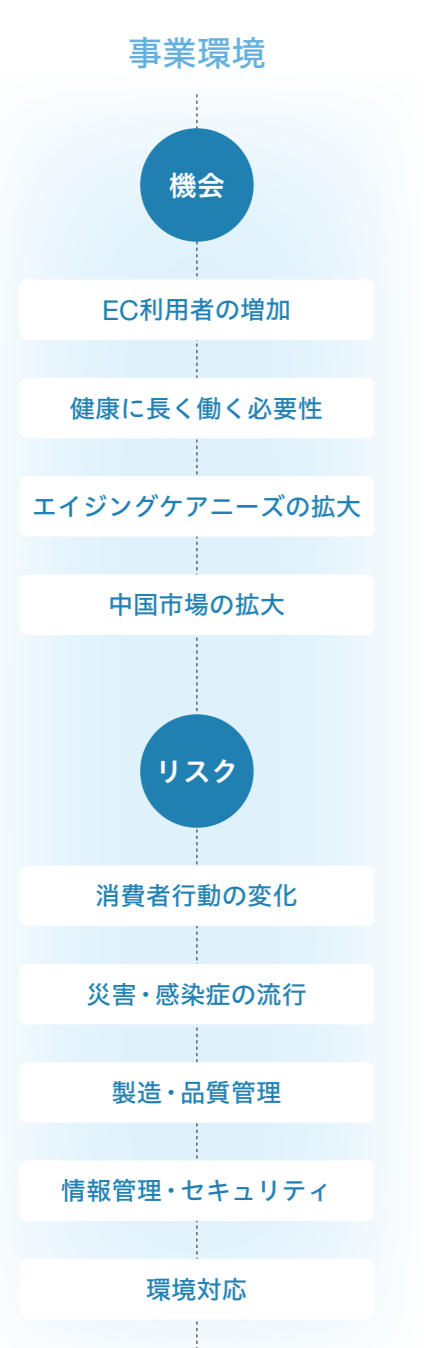 事業環境
機会
EC利用者の増加
健康に長く働く必要性
エイジングケアニーズの拡大
中国市場の拡大
リスク
消費者行動の変化
災害・感染症の流行
製造・品質管理
情報管理・セキュリティ
環境対応